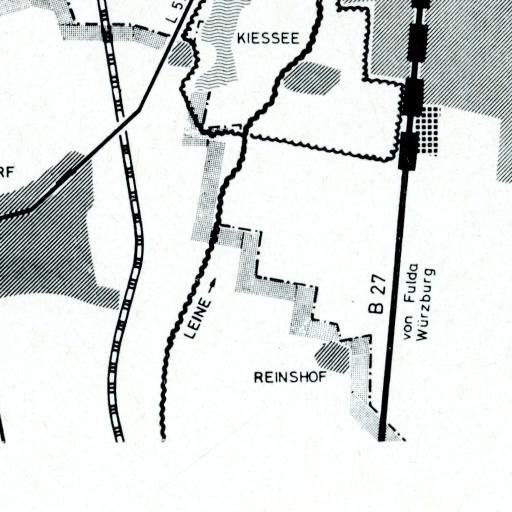 L 5
KIESSEE
RF
B 27
von Fulda
Würzburg
LEINE
REINSHOF